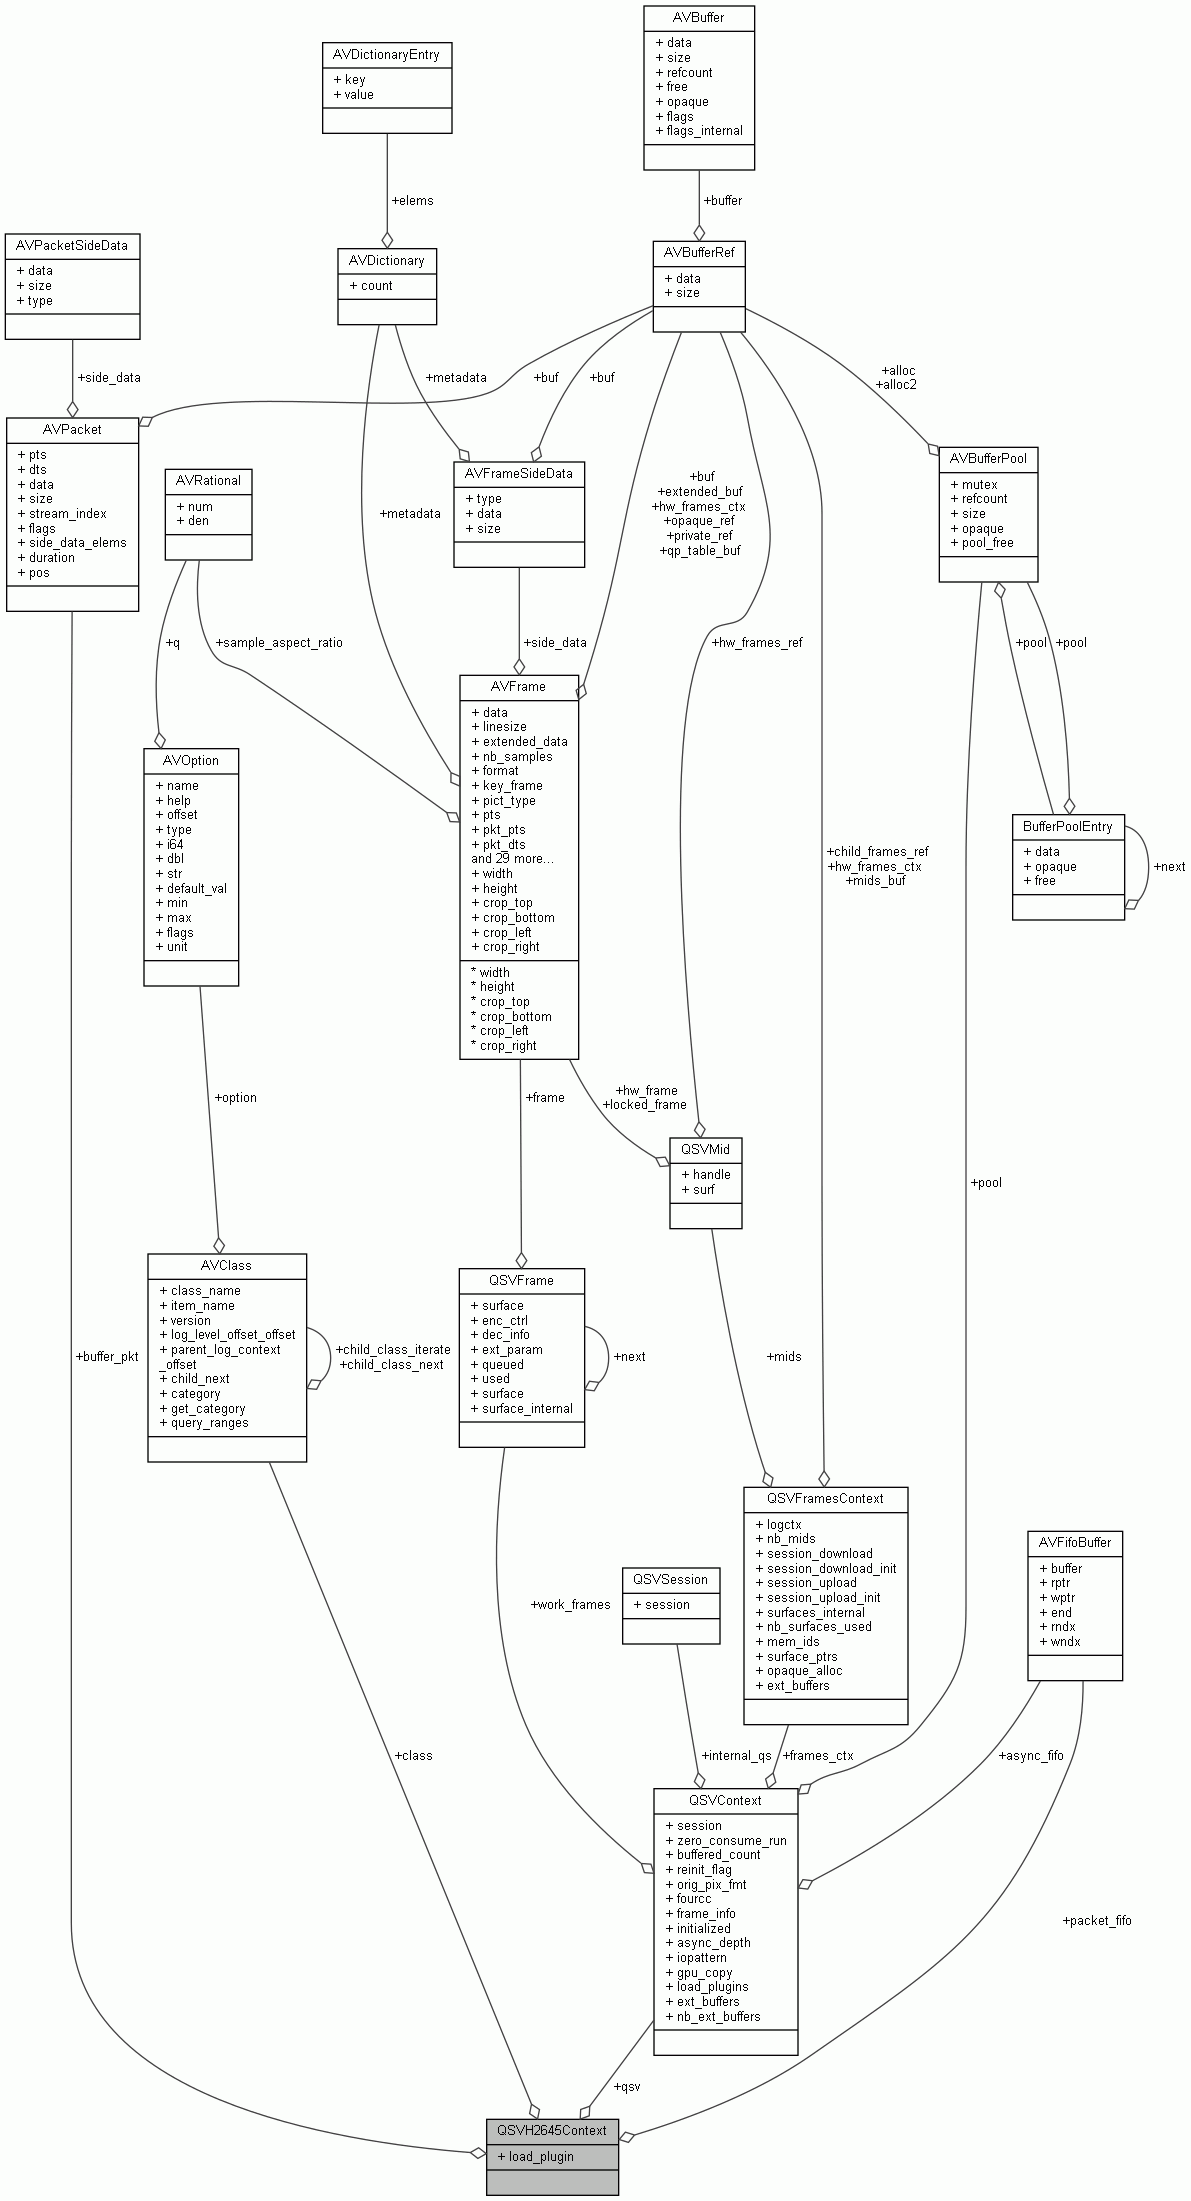 AVBuffer
+ data
+ size
+ refcount
+ free
+ opaque
+ flags
+ flags_internal
AVDictionaryEntry
+ key
+ value
+elems
+buffer
AVPacketSideData
+ data
+ size
+ type
AVDictionary
+ count
AVBufferRef
+ data
+ size
+side_data
+metadata
+buf
+buf
+alloc
+alloc2
AVPacket
+ pts
+ dts
+ data
+ size
+ stream_index
+ flags
+ side_data_elems
+ duration
+ pos
AVRational
+ num
+ den
+metadata
AVFrameSideData
+ type
+ data
+ size
+buf
+extended_buf
+hw_frames_ctx
+opaque_ref
+private_ref
+qp_table_buf
AVBufferPool
+ mutex
+ refcount
+ size
+ opaque
+ pool_free
+q
+sample_aspect_ratio
+side_data
+hw_frames_ref
+pool
+pool
AVOption
+ name
+ help
+ offset
+ type
+ i64
+ dbl
+ str
+ default_val
+ min
+ max
+ flags
+ unit
AVFrame
+ data
+ linesize
+ extended_data
+ nb_samples
+ format
+ key_frame
+ pict_type
+ pts
+ pkt_pts
+ pkt_dts
and 29 more...
+ width
+ height
+ crop_top
+ crop_bottom
+ crop_left
+ crop_right
* width
* height
* crop_top
* crop_bottom
* crop_left
* crop_right
+child_frames_ref
+hw_frames_ctx
+mids_buf
BufferPoolEntry
+ data
+ opaque
+ free
+next
+option
+frame
+hw_frame
+locked_frame
QSVMid
+ handle
+ surf
+pool
AVClass
+ class_name
+ item_name
+ version
+ log_level_offset_offset
+ parent_log_context
_offset
+ child_next
+ category
+ get_category
+ query_ranges
+child_class_iterate
+child_class_next
QSVFrame
+ surface
+ enc_ctrl
+ dec_info
+ ext_param
+ queued
+ used
+ surface
+ surface_internal
+next
+mids
+buffer_pkt
QSVFramesContext
+ logctx
+ nb_mids
+ session_download
+ session_download_init
+ session_upload
+ session_upload_init
+ surfaces_internal
+ nb_surfaces_used
+ mem_ids
+ surface_ptrs
+ opaque_alloc
+ ext_buffers
AVFifoBuffer
+ buffer
+ rptr
+ wptr
+ end
+ rndx
+ wndx
QSVSession
+ session
+work_frames
+class
+internal_qs
+frames_ctx
+async_fifo
QSVContext
+ session
+ zero_consume_run
+ buffered_count
+ reinit_flag
+ orig_pix_fmt
+ fourcc
+ frame_info
+ initialized
+ async_depth
+ iopattern
+ gpu_copy
+ load_plugins
+ ext_buffers
+ nb_ext_buffers
+packet_fifo
+qsv
QSVH2645Context
+ load_plugin